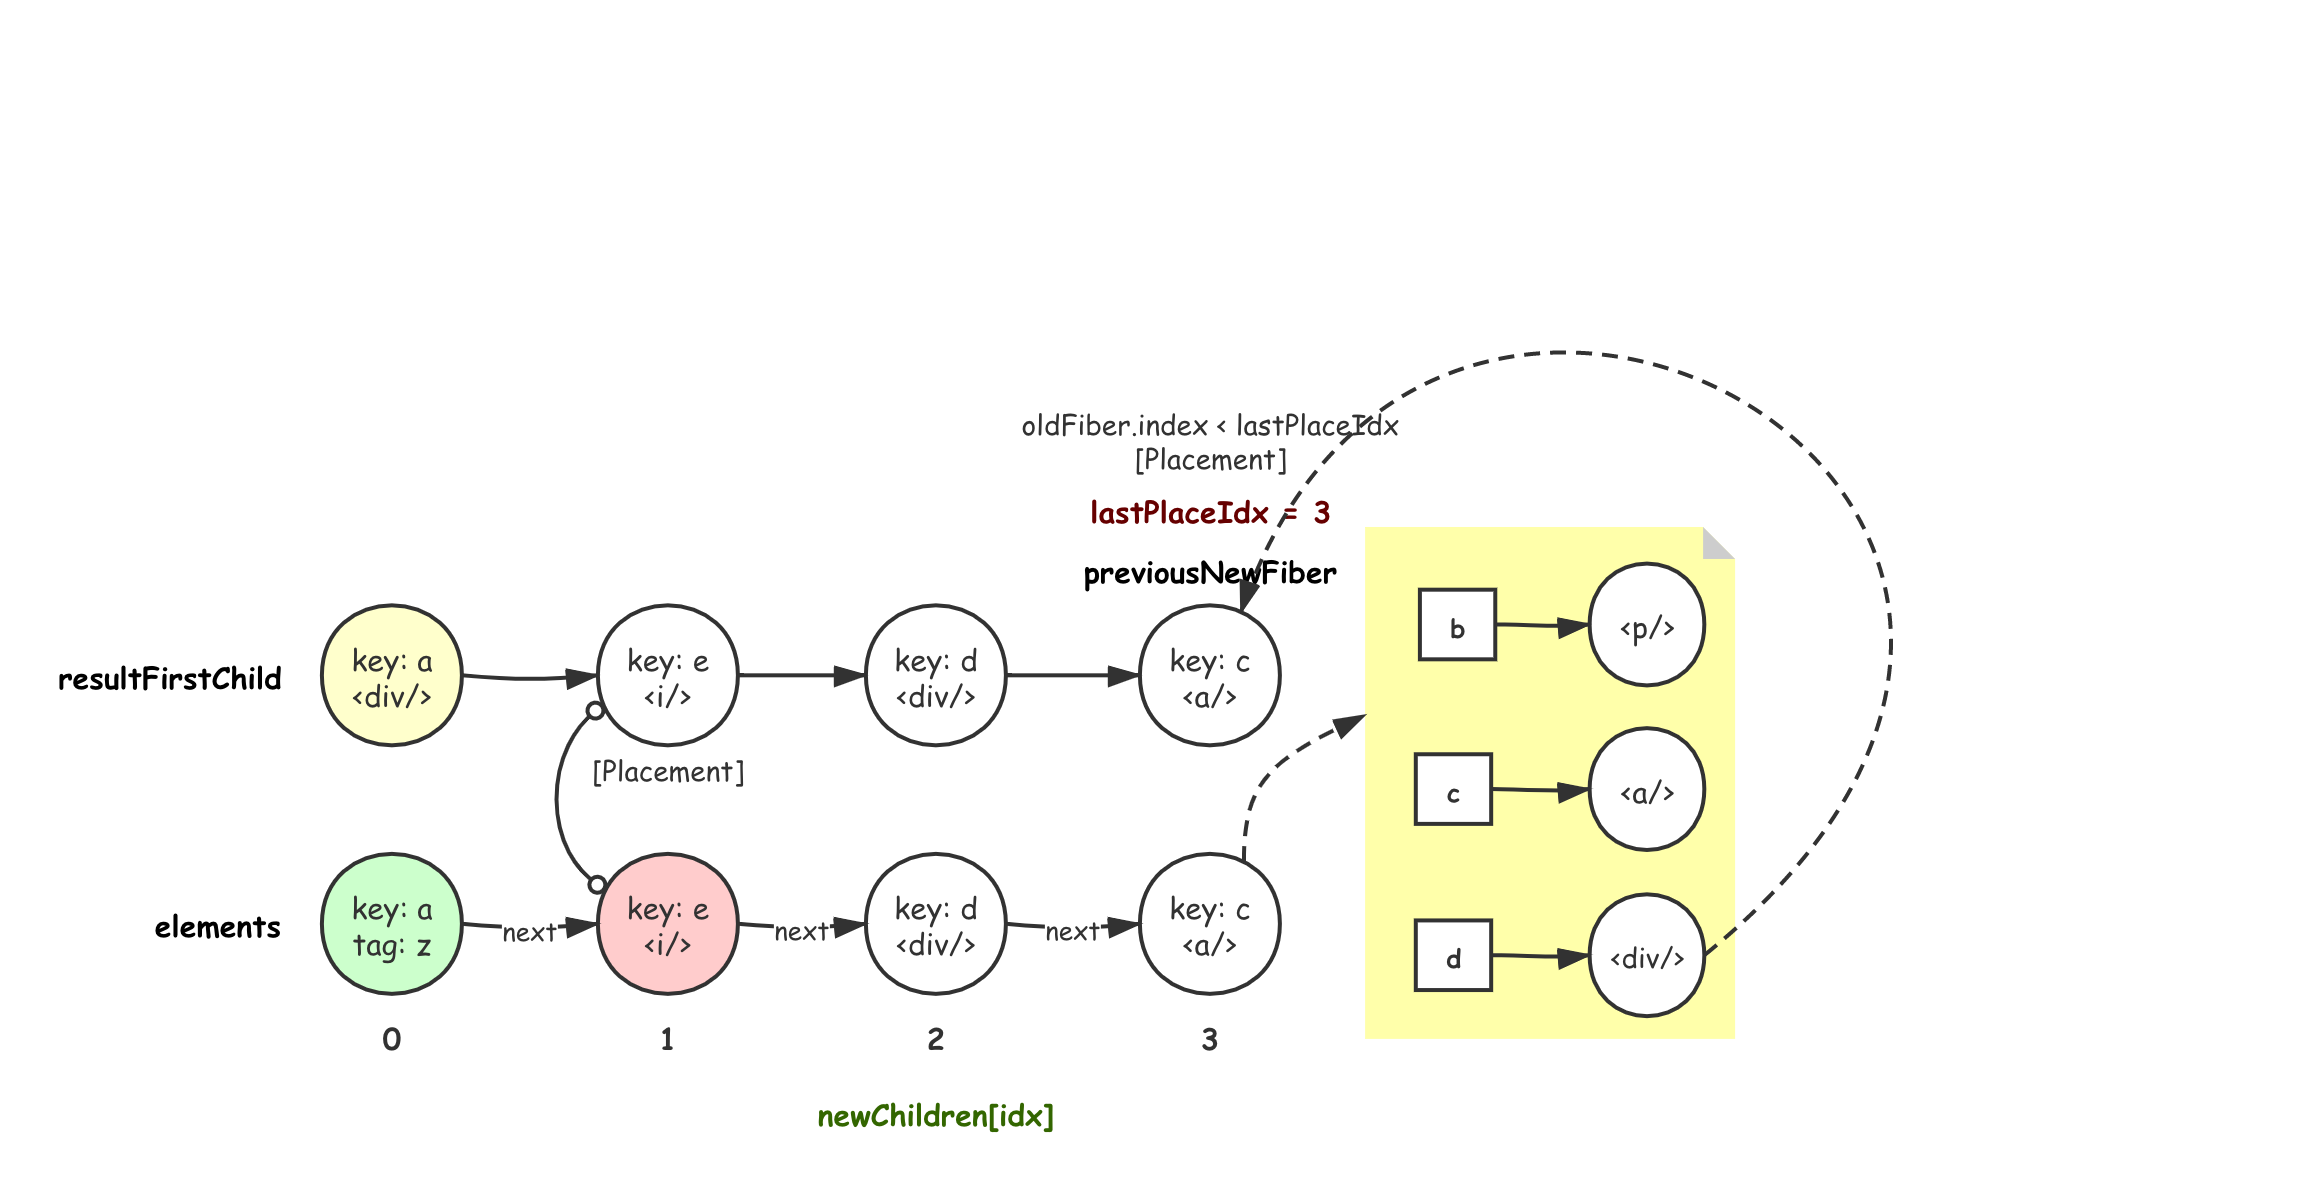 oldFiber.index < lastPlaceIdx
[Placement]
lastPlaceIdx = 3
previousNewFiber
resultFirstChild
key: a
<div/>
key: e
<i/>
key: d
<div/>
key: c
<a/>
[Placement]
b
<p/>
c
<a/>
d
<div/>
elements
key: a
tag: z
next
key: e
<i/>
next
key: d
<div/>
next
key: c
<a/>
0
1
2
3
newChildren[idx]